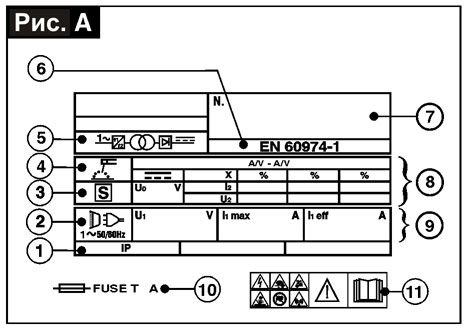 Рис. A
6
N.
7
5
1~
EN 60974-1
4
A/V - A/V
X % % %
8
3
S
U0 V
I2
U2
2
U1 V
I1 max A
I1 eff A
9
1~50/60Hz
1
IP
FUSE T A
10
11